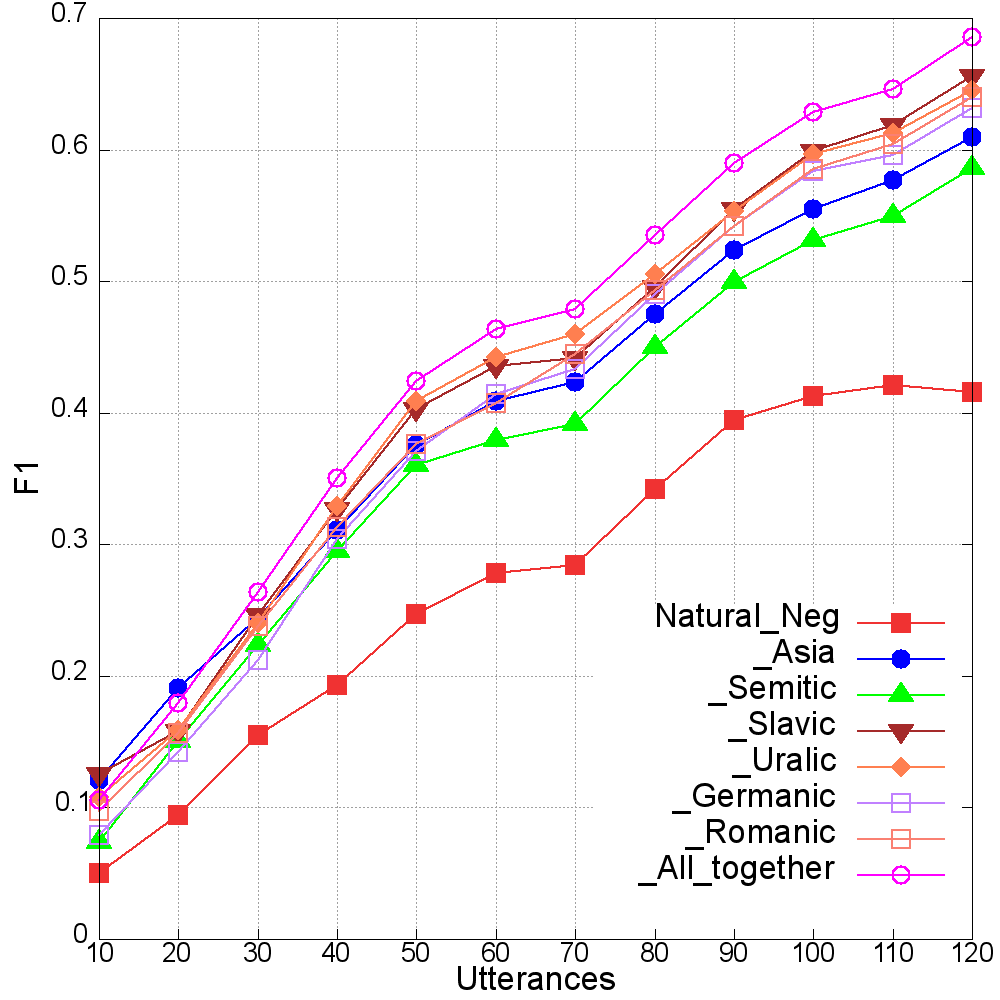 0.7
0.6
0.5
0.4
0.3
0.2
0.1
0
F1
Natural_Neg
_Asia
_Semitic
_Slavic
_Uralic
_Germanic
_Romanic
_All_together
10 20 30 40 50 60 70 80 90 100 110 120
Utterances